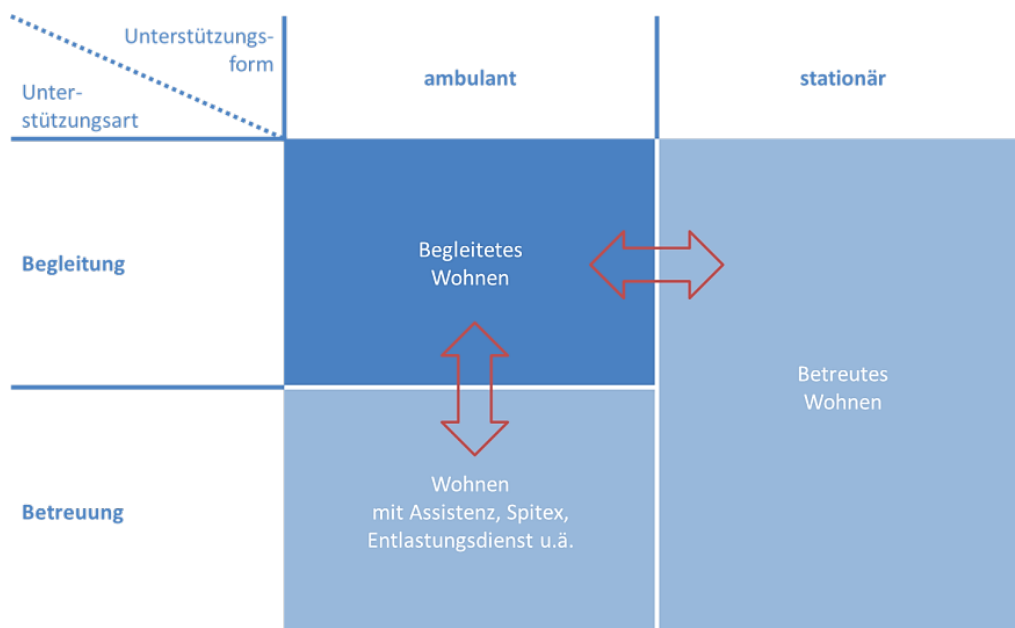 Unterstützungs-
form
Unter-
stützungsart
ambulant
stationär
Begleitung
Begleitetes
Wohnen
Betreutes
Wohnen
Betreuung
Wohnen
mit Assistenz, Spitex,
Entlastungsdienst u.ä.